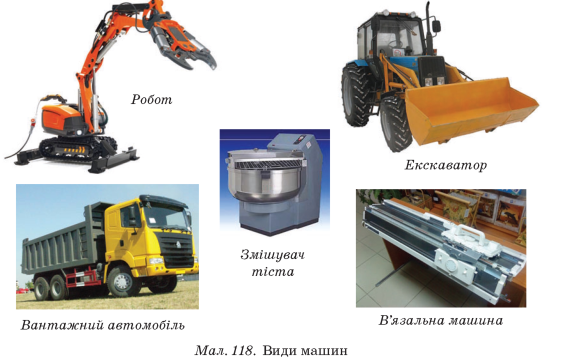 Робот
Екскаватор
Змішувач
тіста
Вантажний автомобіль
В'язальна машина
Мал. 118. Види машин